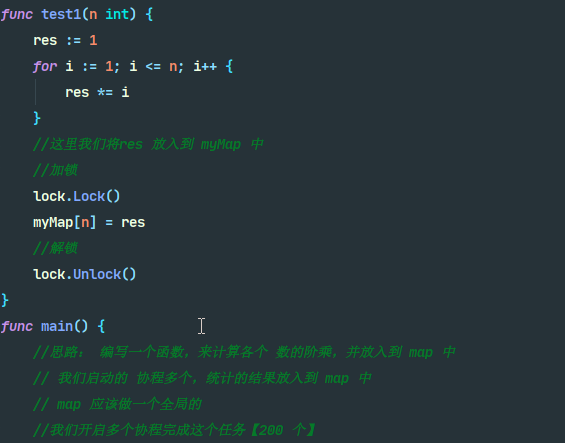 func test1(n int) {
    res := 1
    for i := 1; i <= n; i++ {
        res *= i
    }
    //这里我们将res 放入到 myMap 中
    //加锁
    lock.Lock()
    myMap[n] = res
    //解锁
    lock.Unlock()
}
func main() {
    //思路： 编写一个函数，来计算各个 数的阶乘，并放入到 map 中
    // 我们启动的 协程多个，统计的结果放入到 map 中
    // map 应该做一个全局的
    //我们开启多个协程完成这个任务【200 个】